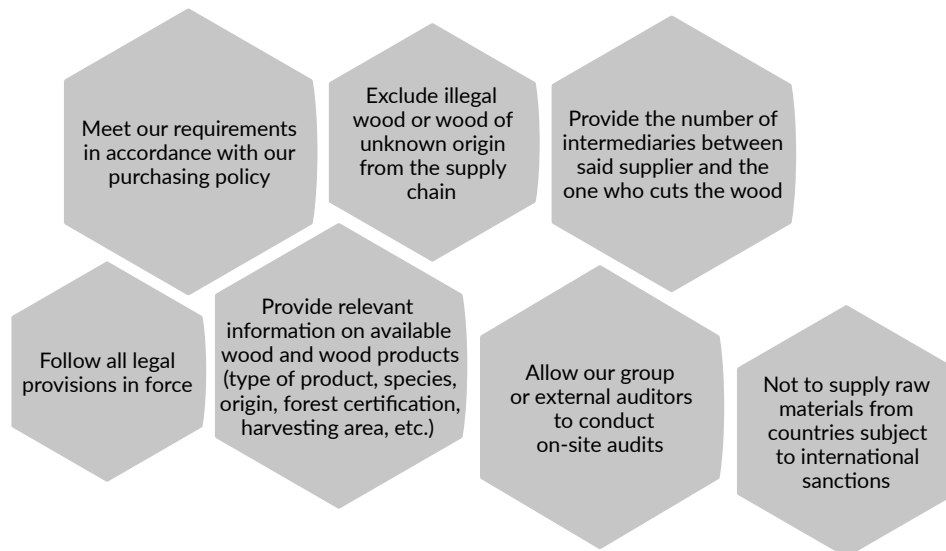 Meet our requirements
in accordance with our
purchasing policy
Exclude illegal
wood or wood of
unknown origin
from the supply
chain
Provide the number of
intermediaries between
said supplier and the
one who cuts the wood
Follow all legal
provisions in force
Provide relevant
information on available
wood and wood products
(type of product, species,
origin, forest certification,
harvesting area, etc.)
Allow our group
or external auditors
to conduct
on-site audits
Not to supply raw
materials from
countries subject
to international
sanctions